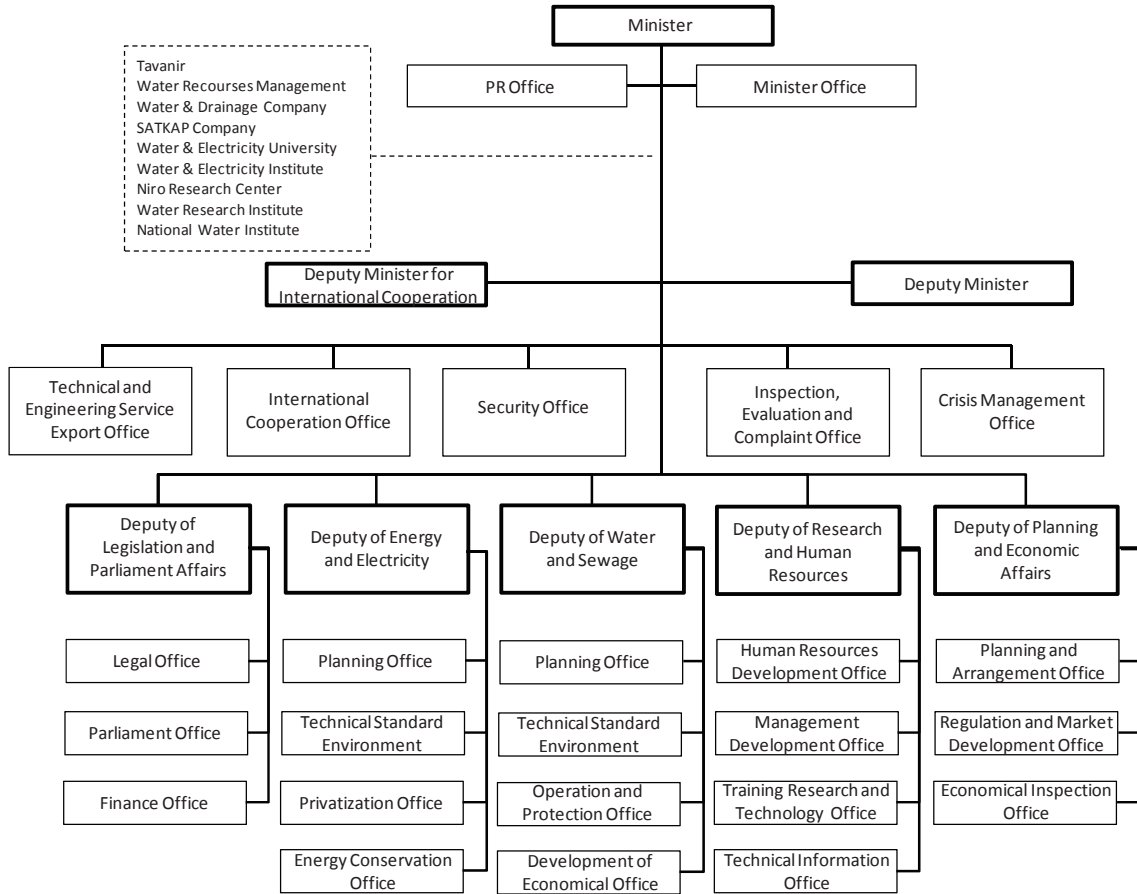 Minister
Tavanir
Water Recourses Management
Water & Drainage Company
SATKAP Company
Water & Electricity University
Water & Electricity Institute
Niro Research Center
Water Research Institute
National Water Institute
PR Office
Minister Office
Deputy Minister for
International Cooperation
Deputy Minister
Technical and
Engineering Service
Export Office
International
Cooperation Office
Security Office
Inspection,
Evaluation and
Complaint Office
Crisis Management
Office
Deputy of
Legislation and
Parliament Affairs
Deputy of Energy
and Electricity
Deputy of Water
and Sewage
Deputy of Research
and Human
Resources
Deputy of Planning
and Economic
Affairs
Legal Office
Planning Office
Planning Office
Human Resources
Development Office
Planning and
Arrangement Office
Parliament Office
Technical Standard
Environment
Technical Standard
Environment
Management
Development Office
Regulation and Market
Development Office
Finance Office
Privatization Office
Operation and
Protection Office
Training Research and
Technology Office
Economical Inspection
Office
Energy Conservation
Office
Development of
Economical Office
Technical Information
Office